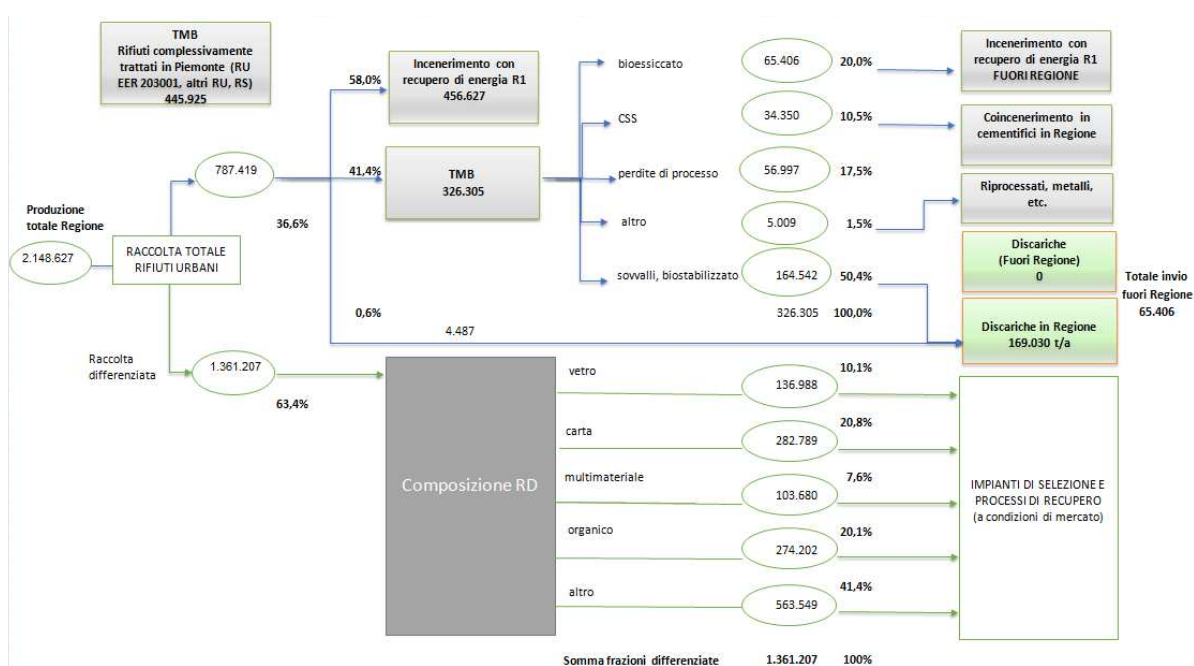 TMB
Rifiuti complessivamente
trattati in Piemonte (RU
EER 203001, altri RU, RS)
445.925
58,0%
Incenerimento con
recupero di energia R1
456.627
bioessiccato
65.406
20,0%
Incenerimento con
recupero di energia R1
FUORI REGIONE
CSS
34.350
10,5%
Coincenerimento in
cementifici in Regione
787.419
41,4%
TMB
326.305
perdite di processo
56.997
17,5%
Riprocessati, metalli,
etc.
36,6%
altro
5.009
1,5%
Produzione
totale Regione
2.148.627
RACCOLTA TOTALE
RIFIUTI URBANI
sovvalli, biostabilizzato
164.542
50,4%
Discariche
(Fuori Regione)
0
Totale invio
fuori Regione
65.406
0,6%
4.487
326.305
100,0%
Discariche in Regione
169.030 t/a
Raccolta
differenziata
1.361.207
63,4%
Composizione RD
vetro
136.988
10,1%
carta
282.789
20,8%
multimateriale
103.680
7,6%
organico
274.202
20,1%
altro
563.549
41,4%
IMPIANTI DI SELEZIONE E
PROCESSI DI RECUPERO
(a condizioni di mercato)
Somma frazioni differenziate
1.361.207
100%